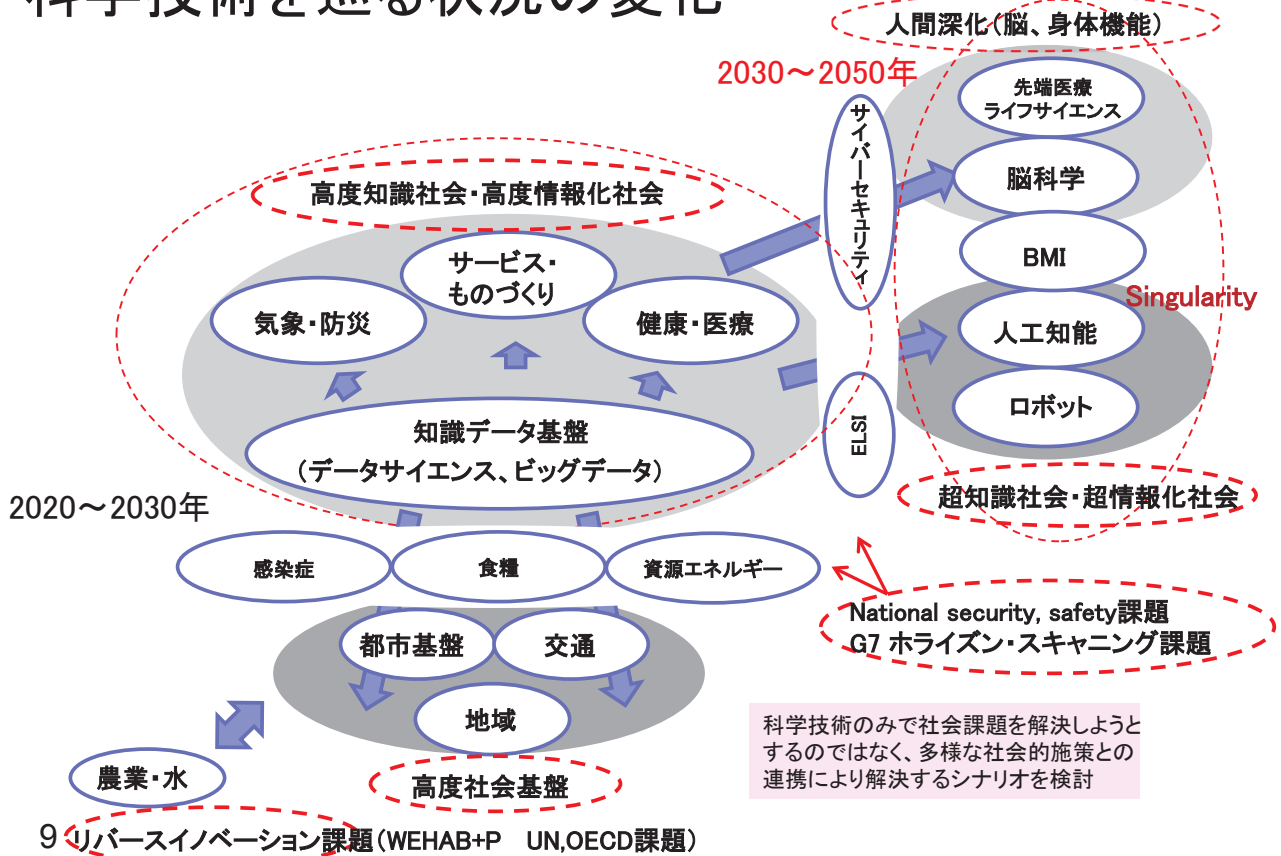 科学技術を巡る状況の変化
人間深化(脳、身体機能)
2030～2050年
先端医療
ライフサイエンス
サイバーセキュリティ
脳科学
高度知識社会・高度情報化社会
BMI
サービス・
ものづくり
Singularity
気象・防災
健康・医療
人工知能
ロボット
知識データ基盤
(データサイエンス、ビッグデータ)
ELSI
超知識社会・超情報化社会
2020～2030年
感染症
食糧
資源エネルギー
National security, safety課題
G7 ホライズン・スキャニング課題
都市基盤
交通
地域
科学技術のみで社会課題を解決しようと
するのではなく、多様な社会的施策との
連携により解決するシナリオを検討
農業・水
高度社会基盤
9 リバースイノベーション課題(WEHAB+P UN,OECD課題)